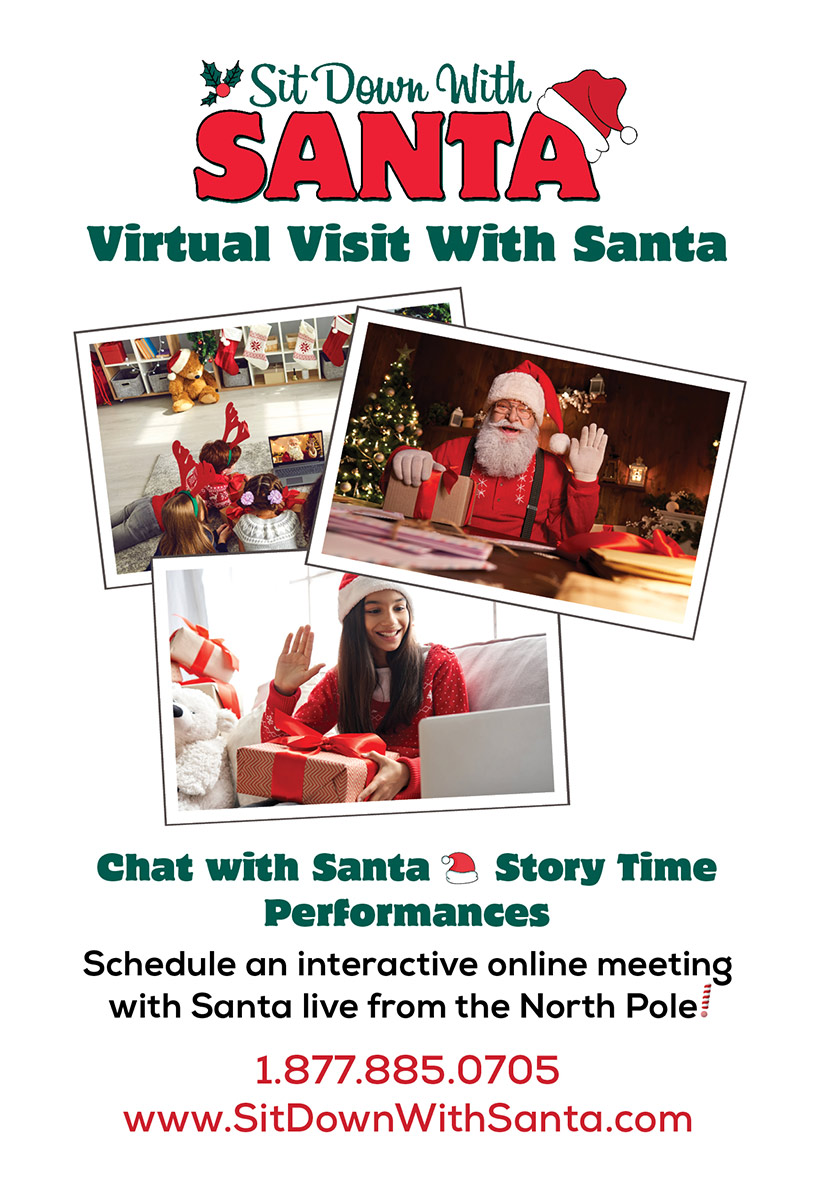 Sit Down With
SANTA
Virtual Visit With Santa
Chat with Santa Story Time
Performances
Schedule an interactive online meeting
with Santa live from the North Pole!
1.877.885.0705
www.SitDownWithSanta.com